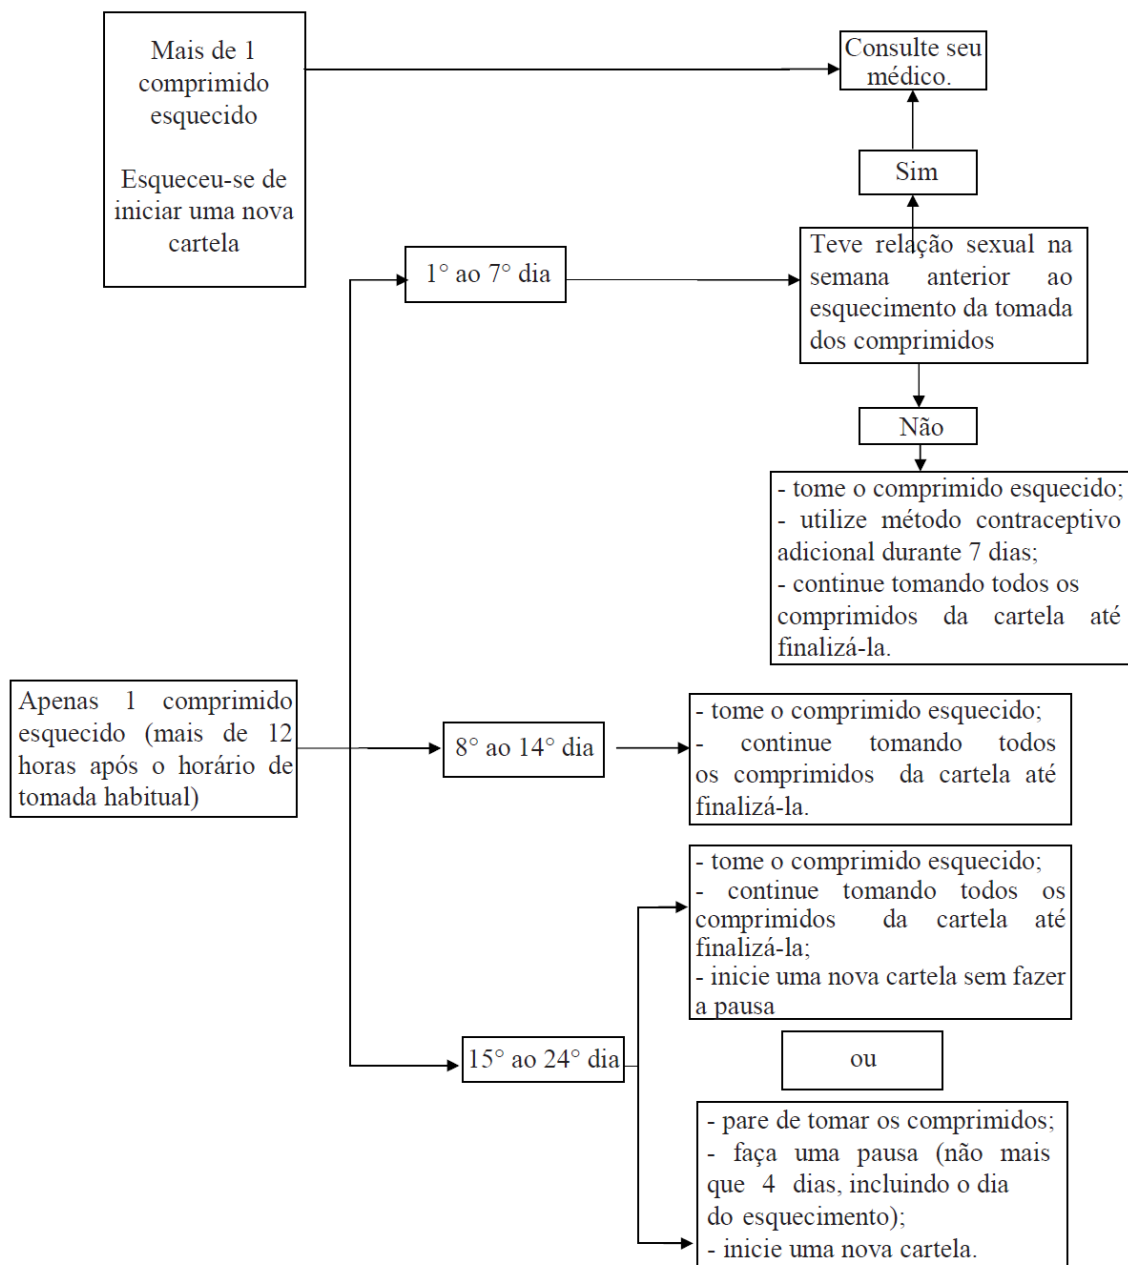 Mais de 1
comprimido
esquecido
Esqueceu-se de
iniciar uma nova
cartela
Consulte seu
médico.
Sim
Teve relação sexual na
semana anterior ao
esquecimento da tomada
dos comprimidos
1° ao 7° dia
Não
- tome o comprimido esquecido;
- utilize método contraceptivo
adicional durante 7 dias;
- continue tomando todos os
comprimidos da cartela até
finalizá-la.
Apenas 1 comprimido
esquecido (mais de 12
horas após o horário de
tomada habitual)
8° ao 14° dia
- tome o comprimido esquecido;
- continue tomando todos
os comprimidos da cartela até
finalizá-la.
- tome o comprimido esquecido;
- continue tomando todos os
comprimidos da cartela até
finalizá-la;
- inicie uma nova cartela sem fazer
a pausa
15° ao 24° dia
ou
- pare de tomar os comprimidos;
- faça uma pausa (não mais
que 4 dias, incluindo o dia
do esquecimento);
- inicie uma nova cartela.